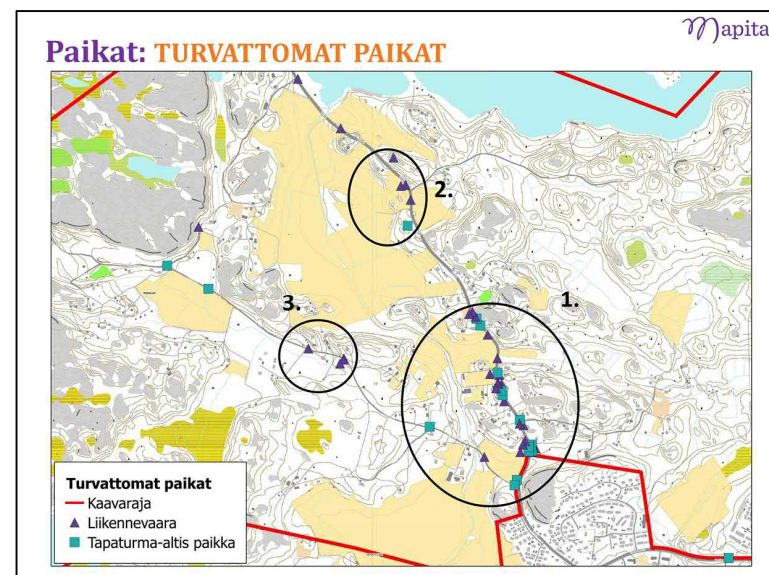 Mapita
Paikat: TURVATTOMAT PAIKAT
2.
1.
3.
Turvattomat paikat
Kaavaraja
Liikennevaara
Tapaturma-altis paikka